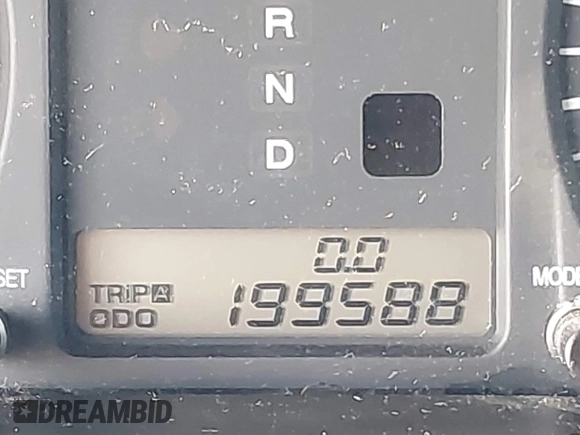 R
N
D
0.0
SET
TRIP A
MODE
ODO 199588
DREAMBID